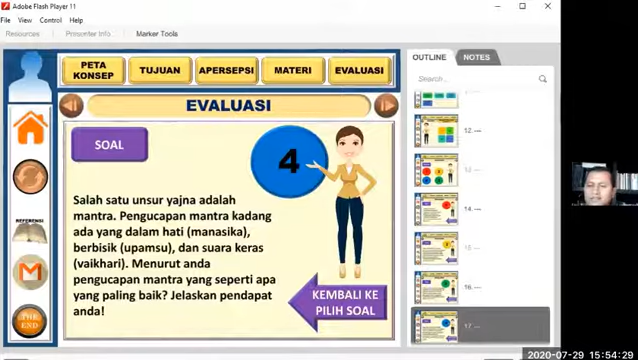 Adobe Flash Player 11
File View Control Help
Resources Presenter Info... Marker Tools
PETA KONSEP
TUJUAN
APERSEPSI
MATERI
EVALUASI
EVALUASI
SOAL
4
Salah satu unsur yajna adalah
mantra. Pengucapan mantra kadang
ada yang dalam hati (manasika),
berbisik (upamsu), dan suara keras
(vaikhari). Menurut anda
pengucapan mantra yang seperti apa
yang paling baik? Jelaskan pendapat
anda!
KEMBALI KE
PILIH SOAL
REFERENSI
THE
END
OUTLINE NOTES
Search...
12. ---
13. ---
14. ---
15. ---
16. ---
17. ---
2020-07-29 15:54:29